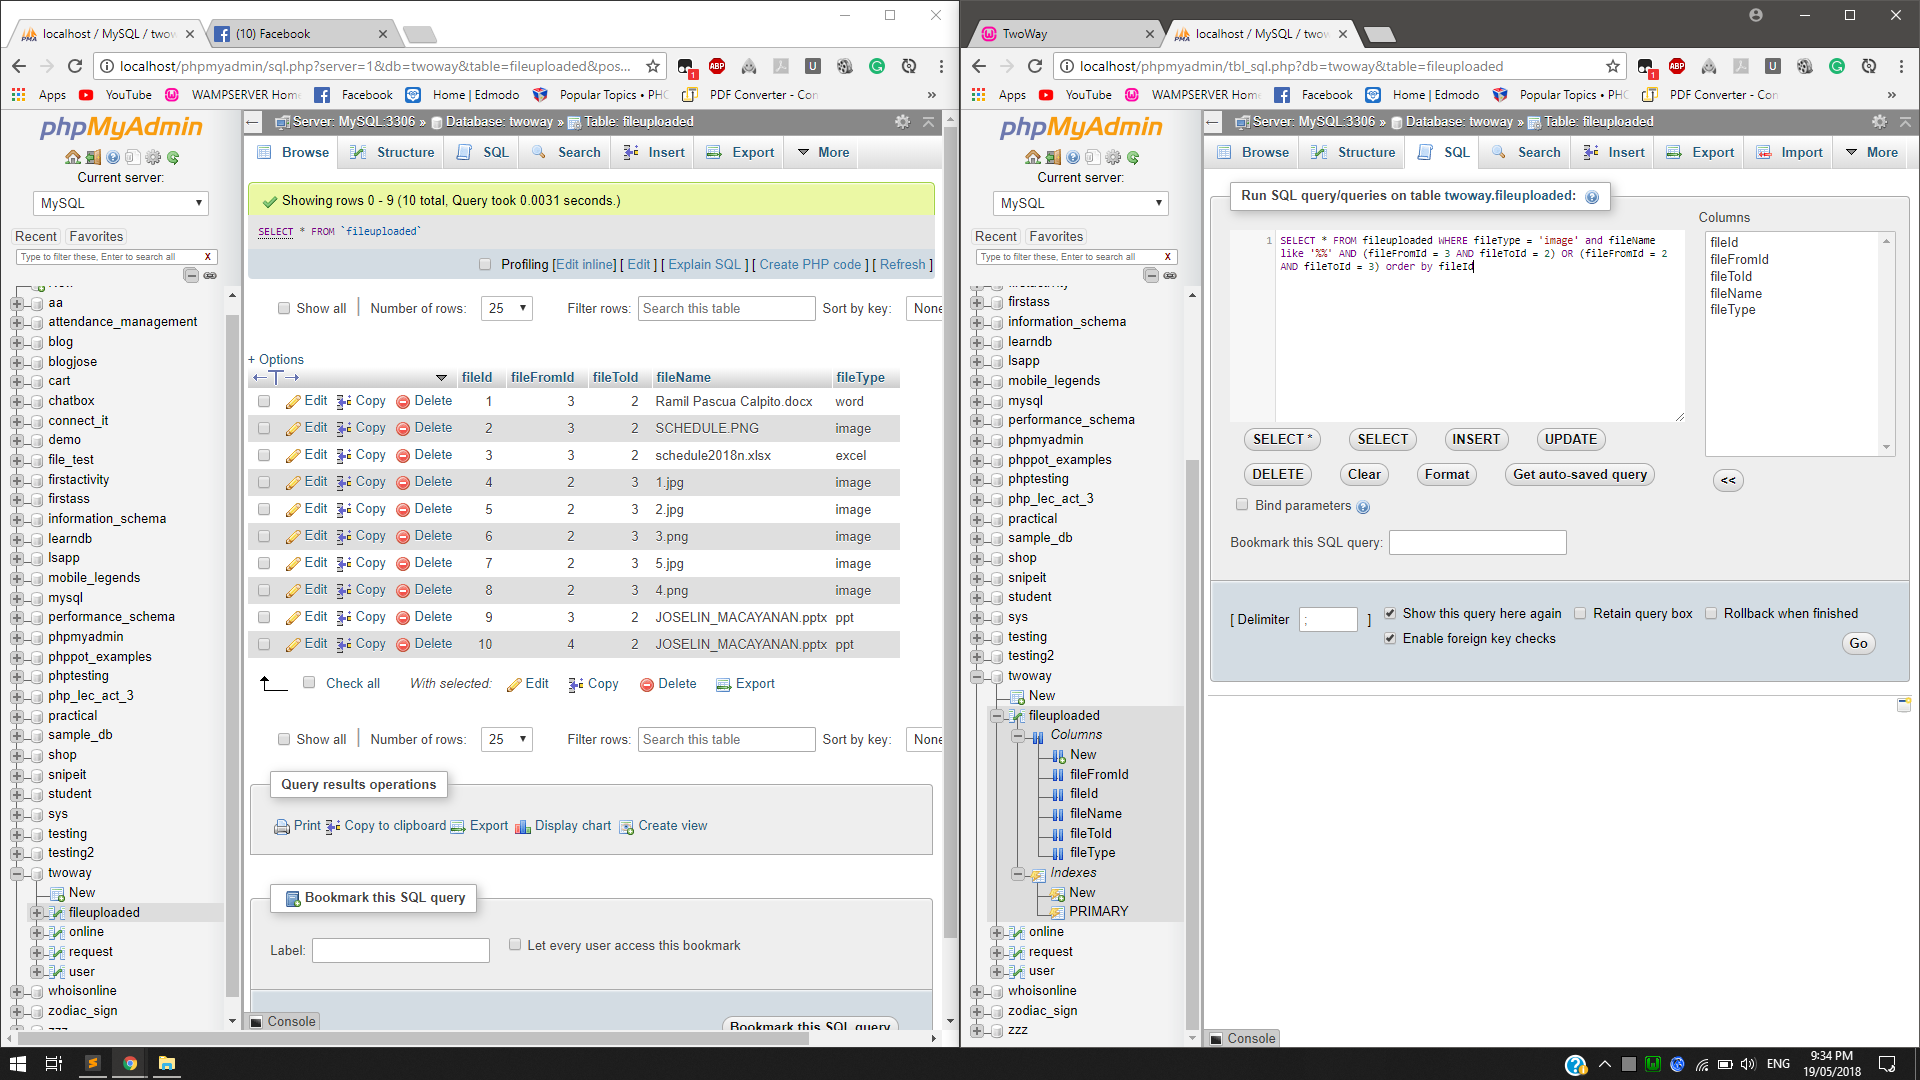 localhost / MySQL / twow
(10) Facebook
localhost/phpmyadmin/sql.php?server=1&db=twoway&table=fileuploaded&pos...
1
ABP
U
Apps
YouTube
WAMPSERVER Home
Facebook
Home | Edmodo
Popular Topics • PHC
PDF Converter - Con
»
phpMyAdmin
Current server:
MySQL
Recent
Favorites
Type to filter these, Enter to search all
X
aa
attendance_management
blog
blogjose
cart
chatbox
connect_it
demo
file_test
firstactivity
firstass
information_schema
learndb
lsapp
mobile_legends
mysql
performance_schema
phpmyadmin
phppot_examples
phptesting
php_lec_act_3
practical
sample_db
shop
snipeit
student
sys
testing
testing2
twoway
New
fileuploaded
online
request
user
whoisonline
zodiac_sign
zzz
Server: MySQL:3306 » Database: twoway » Table: fileuploaded
Browse
Structure
SQL
Search
Insert
Export
More
Showing rows 0 - 9 (10 total, Query took 0.0031 seconds.)
SELECT * FROM `fileuploaded`
Profiling [Edit inline] [ Edit ] [ Explain SQL ] [ Create PHP code ] [ Refresh ]
Show all
Number of rows:
25
Filter rows:
Search this table
Sort by key:
None
+ Options
fileId fileFromId fileToId fileName fileType
Edit Copy Delete 1 3 2 Ramil Pascua Calpito.docx word
Edit Copy Delete 2 3 2 SCHEDULE.PNG image
Edit Copy Delete 3 3 2 schedule2018n.xlsx excel
Edit Copy Delete 4 2 3 1.jpg image
Edit Copy Delete 5 2 3 2.jpg image
Edit Copy Delete 6 2 3 3.png image
Edit Copy Delete 7 2 3 5.jpg image
Edit Copy Delete 8 2 3 4.png image
Edit Copy Delete 9 3 2 JOSELIN_MACAYANAN.pptx ppt
Edit Copy Delete 10 4 2 JOSELIN_MACAYANAN.pptx ppt
Check all
With selected:
Edit
Copy
Delete
Export
Show all
Number of rows:
25
Filter rows:
Search this table
Sort by key:
None
Query results operations
Print
Copy to clipboard
Export
Display chart
Create view
Bookmark this SQL query
Label:
Let every user access this bookmark
Bookmark this SQL query
Console
TwoWay
localhost / MySQL / twow
localhost/phpmyadmin/tbl_sql.php?db=twoway&table=fileuploaded
1
ABP
U
Apps
YouTube
WAMPSERVER Home
Facebook
Home | Edmodo
Popular Topics • PHC
PDF Converter - Con
»
phpMyAdmin
Current server:
MySQL
Recent
Favorites
Type to filter these, Enter to search all
X
firstactivity
firstass
information_schema
learndb
lsapp
mobile_legends
mysql
performance_schema
phpmyadmin
phppot_examples
phptesting
php_lec_act_3
practical
sample_db
shop
snipeit
student
sys
testing
testing2
twoway
New
fileuploaded
Columns
New
fileFromId
fileId
fileName
fileToId
fileType
Indexes
New
PRIMARY
online
request
user
whoisonline
zodiac_sign
zzz
Server: MySQL:3306 » Database: twoway » Table: fileuploaded
Browse
Structure
SQL
Search
Insert
Export
Import
More
Run SQL query/queries on table twoway.fileuploaded:
1 SELECT * FROM fileuploaded WHERE fileType = 'image' and fileName
like '%%' AND (fileFromId = 3 AND fileToId = 2) OR (fileFromId = 2
AND fileToId = 3) order by fileId
Columns
fileId
fileFromId
fileToId
fileName
fileType
SELECT *
SELECT
INSERT
UPDATE
DELETE
Clear
Format
Get auto-saved query
<<
Bind parameters
Bookmark this SQL query:
[ Delimiter ; ]
Show this query here again
Retain query box
Rollback when finished
Enable foreign key checks
Go
Console
ENG
9:34 PM
19/05/2018